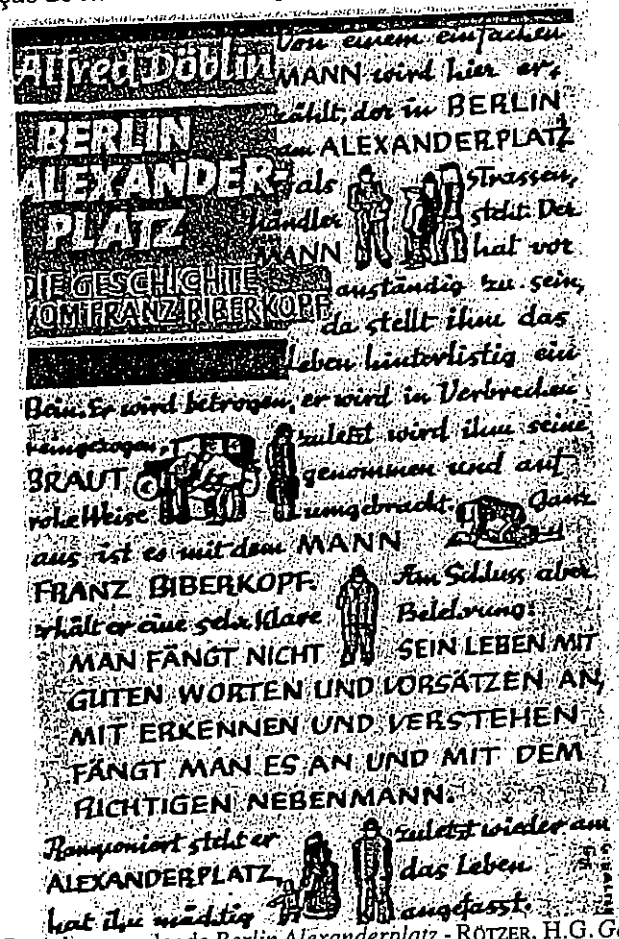 Alfred Döblin
BERLIN
ALEXANDER-
PLATZ
DIE GESCHICHTE
VOM FRANZ BIBERKOPF
Von einem einfachen
MANN wird hier er-
zählt, der in BERLIN
am ALEXANDERPLATZ
als Strassen-
händler steht. Der
MANN hat vor
anständig zu sein,
da stellt ihm das
Leben hinterlistig ein
Bein. Er wird betrogen, er wird in Verbrechen
reingezogen, zuletzt wird ihm seine
BRAUT genommen und auf
rohe Weise umgebracht. Ganz
aus ist es mit dem MANN
FRANZ BIBERKOPF.
Am Schluss aber
erhält er eine sehr klare Belehrung:
MAN FÄNGT NICHT SEIN LEBEN MIT
GUTEN WORTEN UND VORSÄTZEN AN,
MIT ERKENNEN UND VERSTEHEN
FÄNGT MAN ES AN UND MIT DEM
RICHTIGEN NEBENMANN.
Ramponiert steht er zuletzt wieder am
ALEXANDERPLATZ, das Leben
hat ihn mächtig angefasst.
Berlin Alexanderplatz - RÖTZER, H.G.